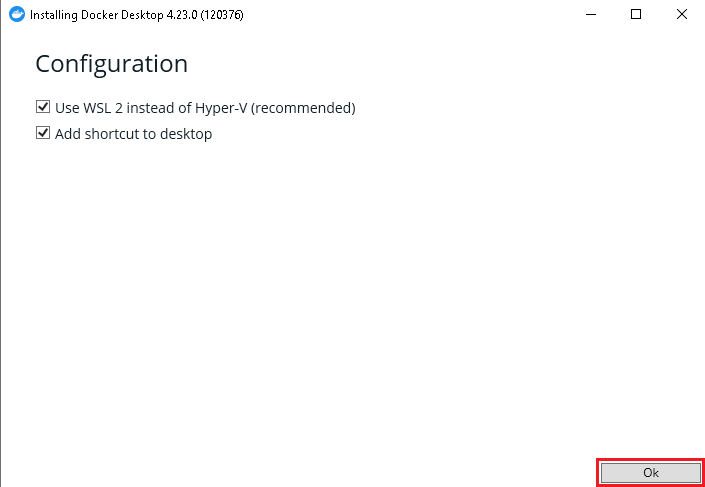 Installing Docker Desktop 4.23.0 (120376)
Configuration
Use WSL 2 instead of Hyper-V (recommended)
Add shortcut to desktop
Ok